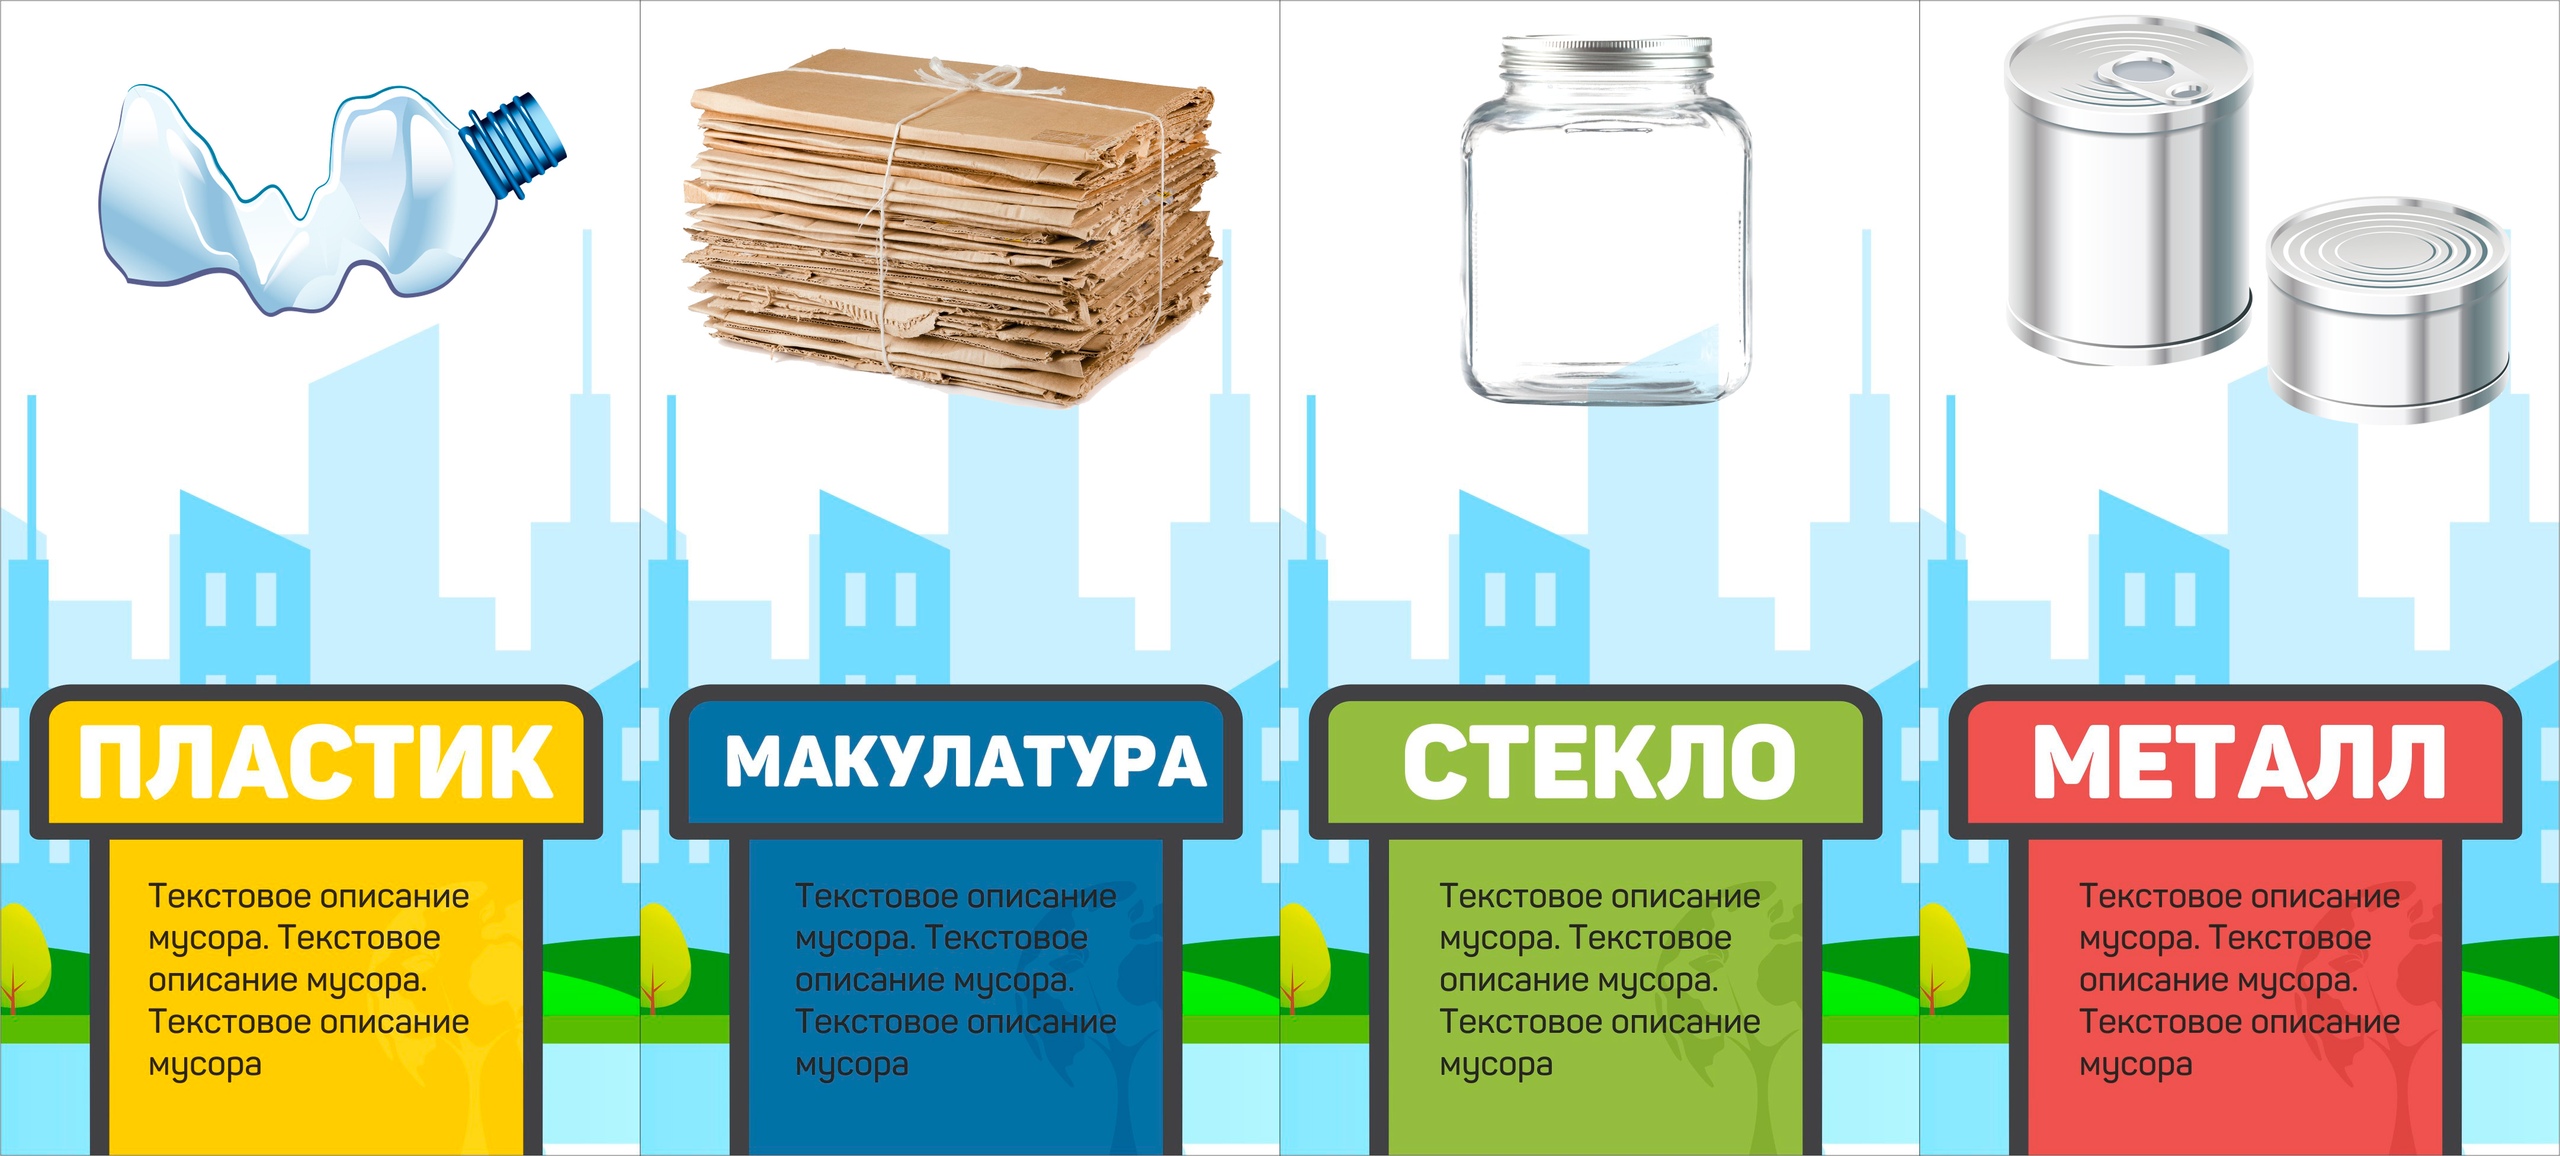 ПЛАСТИК
Текстовое описание
мусора. Текстовое
описание мусора.
Текстовое описание
мусора
МАКУЛАТУРА
Текстовое описание
мусора. Текстовое
описание мусора.
Текстовое описание
мусора
СТЕКЛО
Текстовое описание
мусора. Текстовое
описание мусора.
Текстовое описание
мусора
МЕТАЛЛ
Текстовое описание
мусора. Текстовое
описание мусора.
Текстовое описание
мусора